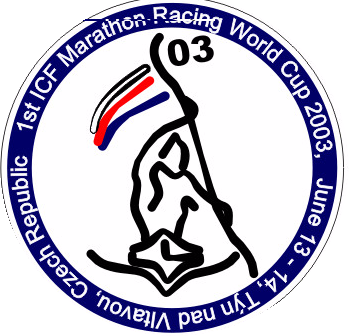 1st ICF Marathon Racing World Cup 2003, June 13 - 14, Týn nad Vltavou, Czech Republic
03